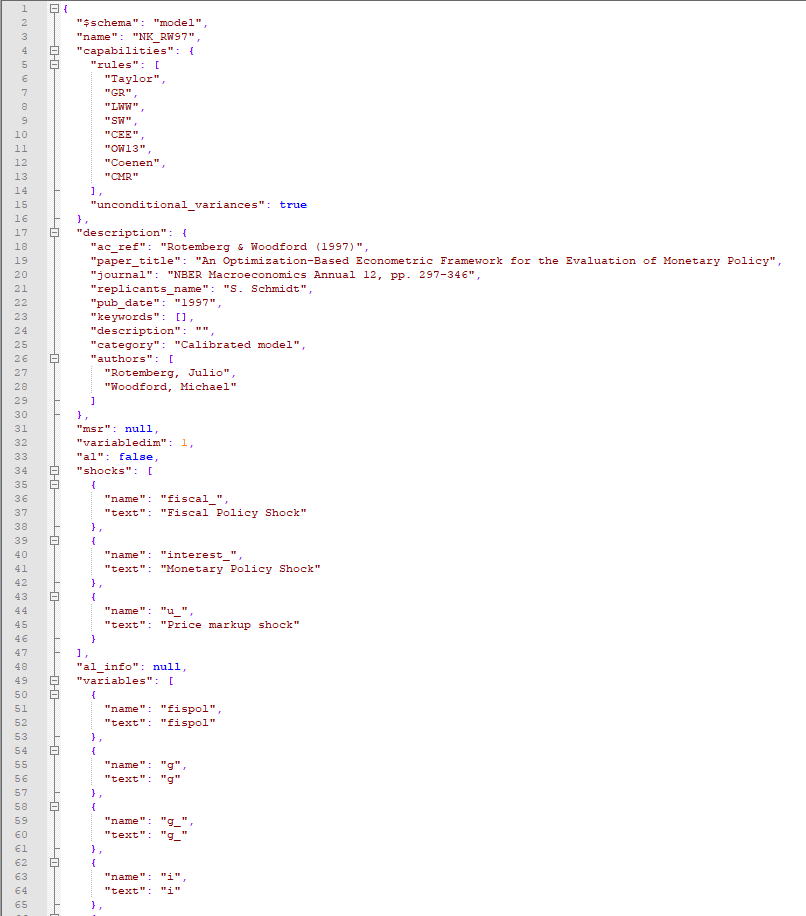 1 {
2 "$schema": "model",
3 "name": "NK_RW97",
4 "capabilities": {
5 "rules": [
6 "Taylor",
7 "GR",
8 "LWW",
9 "SW",
10 "CEE",
11 "OW13",
12 "Coenen",
13 "CMR"
14 ],
15 "unconditional_variances": true
16 },
17 "description": {
18 "ac_ref": "Rotemberg & Woodford (1997)",
19 "paper_title": "An Optimization-Based Econometric Framework for the Evaluation of Monetary Policy",
20 "journal": "NBER Macroeconomics Annual 12, pp. 297-346",
21 "replicants_name": "S. Schmidt",
22 "pub_date": "1997",
23 "keywords": [],
24 "description": "",
25 "category": "Calibrated model",
26 "authors": [
27 "Rotemberg, Julio",
28 "Woodford, Michael"
29 ]
30 },
31 "msr": null,
32 "variabledim": 1,
33 "al": false,
34 "shocks": [
35 {
36 "name": "fiscal_",
37 "text": "Fiscal Policy Shock"
38 },
39 {
40 "name": "interest_",
41 "text": "Monetary Policy Shock"
42 },
43 {
44 "name": "u_",
45 "text": "Price markup shock"
46 }
47 ],
48 "al_info": null,
49 "variables": [
50 {
51 "name": "fispol",
52 "text": "fispol"
53 },
54 {
55 "name": "g",
56 "text": "g"
57 },
58 {
59 "name": "g_",
60 "text": "g_"
61 },
62 {
63 "name": "i",
64 "text": "i"
65 },